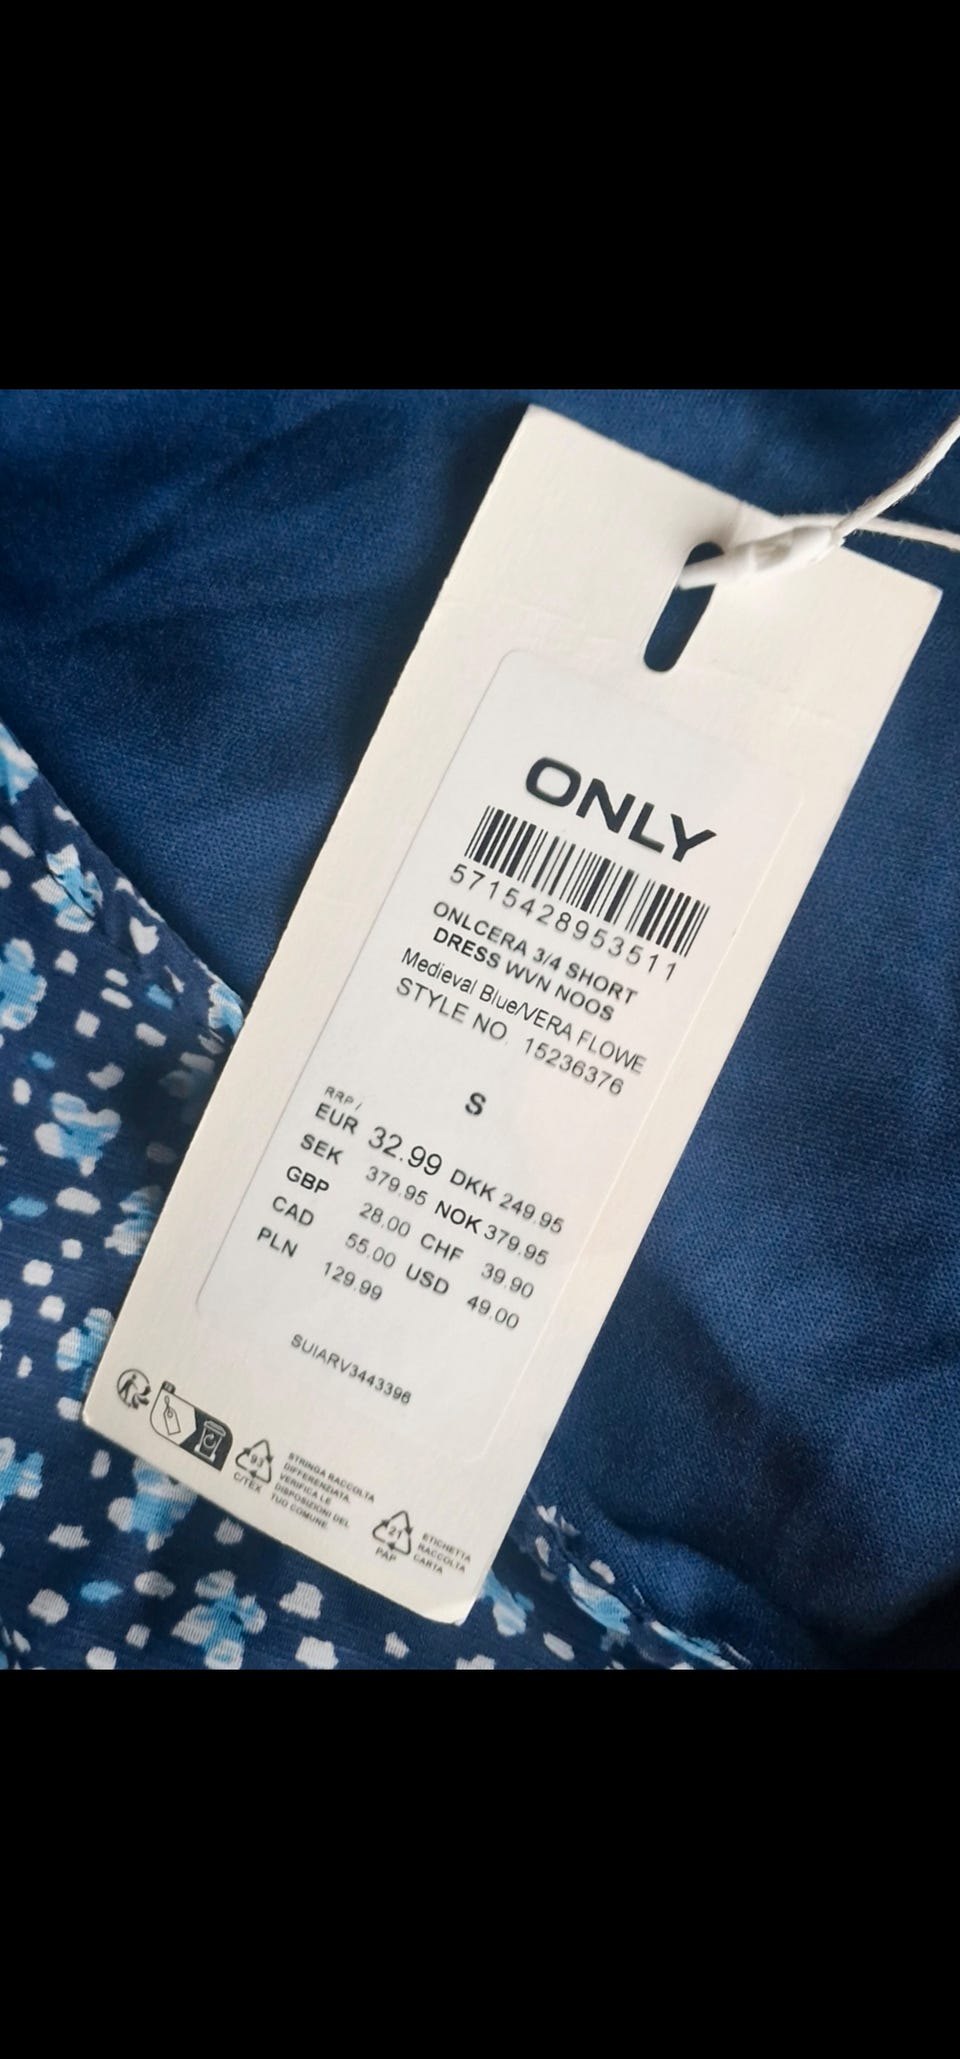 ONLY
5715428953511
ONLCERA 3/4 SHORT
DRESS WVN NOOS
Medieval Blue/VERA FLOWE
STYLE NO. 15236376
S
RRP /
EUR 32.99 DKK 249.95
SEK 379.95 NOK 379.95
GBP 28.00 CHF 39.90
CAD 55.00 USD 49.00
PLN 129.99
SUIARV3443396
93
C/TEX
STRINGA RACCOLTA
DIFFERENZIATA.
VERIFICA LE
DISPOSIZIONI DEL
TUO COMUNE.
21
PAP
ETICHETTA
RACCOLTA
CARTA